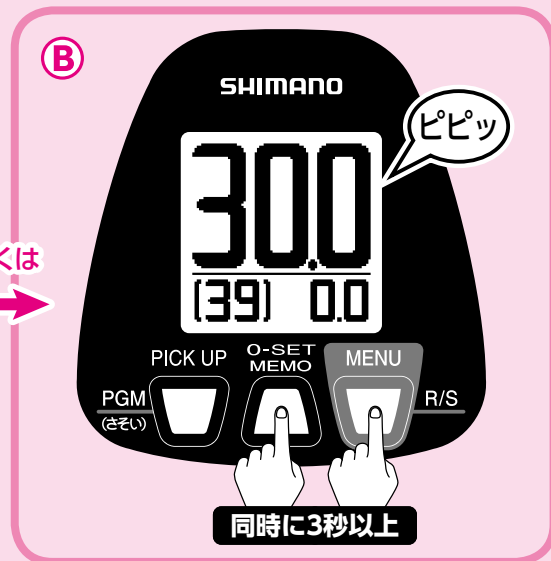 Ⓑ
SHIMANO
ピピッ
30.0
(39) 0.0
くは
PICK UP
0-SET
MEMO
MENU
PGM
(さそい)
R/S
同時に3秒以上